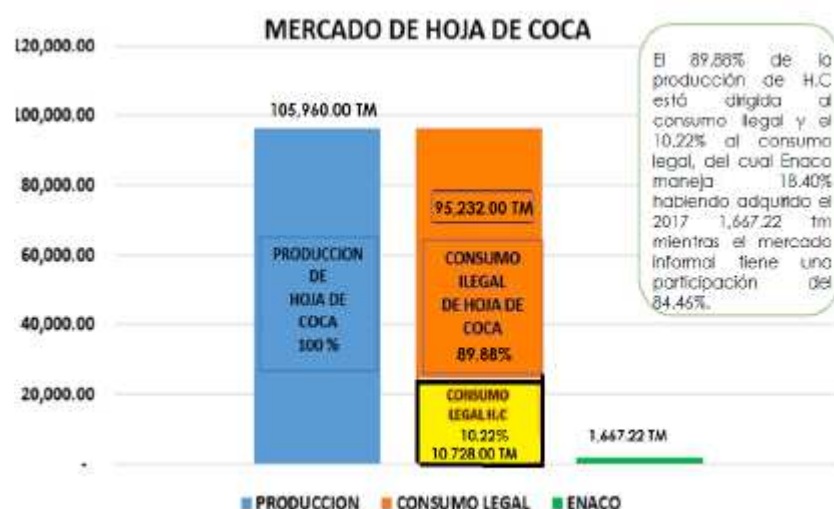 MERCADO DE HOJA DE COCA
120,000.00
100,000.00
80,000.00
60,000.00
40,000.00
20,000.00
-
105,960.00 TM
PRODUCCION
DE
HOJA DE
COCA
100 %
95,232.00 TM
CONSUMO
ILEGAL
DE HOJA DE
COCA
89.88%
CONSUMO
LEGAL H.C
10.22%
10.728.00 TM
1,667.22 TM
El 89.88% de la
producción de H.C
está dirigida al
consumo ilegal y el
10.22% al consumo
legal, del cual Enaco
maneja 18.40%
habiendo adquirido el
2017 1,667.22 tm
mientras el mercado
informal tiene una
participación del
84.46%.
PRODUCCION CONSUMO LEGAL ENACO